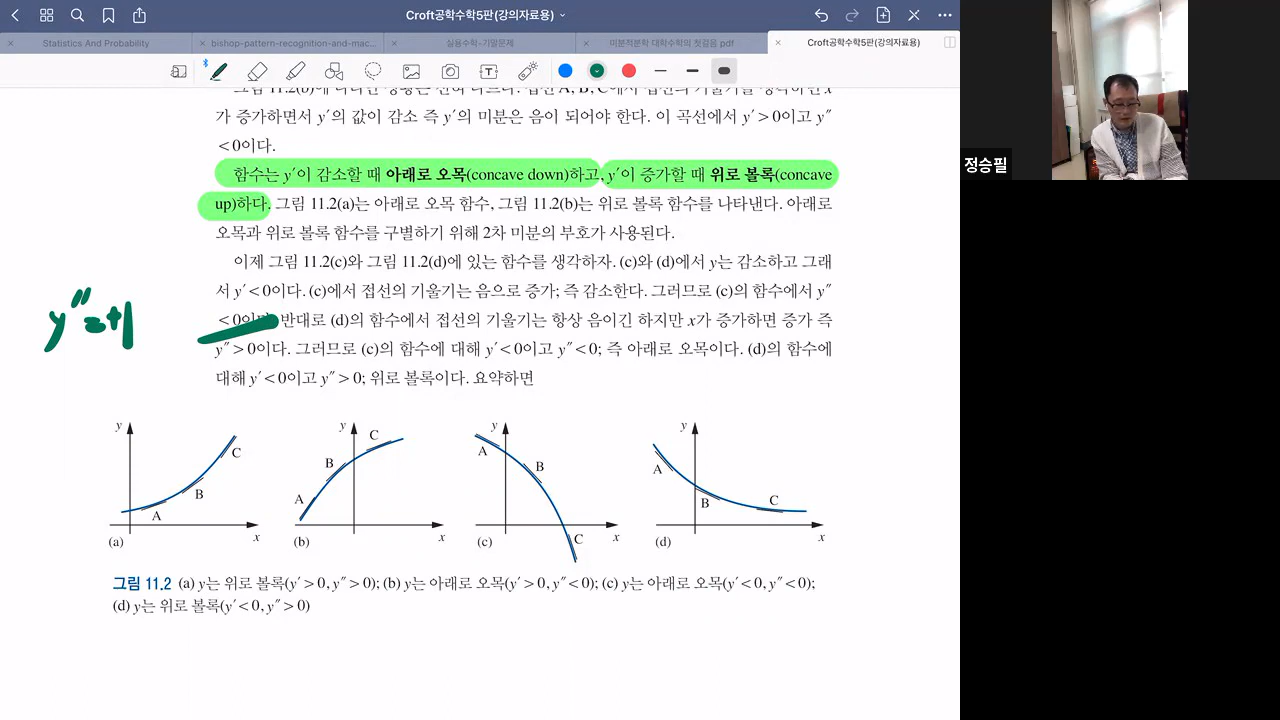 Croft공학수학5판(강의자료용)
Statistics And Probability
bishop-pattern-recognition-and-mac...
실용수학-기말문제
미분적분학 대학수학의 첫걸음 pdf
Croft공학수학5판(강의자료용)
가 증가하면서 y′의 값이 감소 즉 y′의 미분은 음이 되어야 한다. 이 곡선에서 y′>0이고 y″
<0이다.
함수는 y′이 감소할 때 아래로 오목(concave down)하고, y′이 증가할 때 위로 볼록(concave
up)하다. 그림 11.2(a)는 아래로 오목 함수, 그림 11.2(b)는 위로 볼록 함수를 나타낸다. 아래로
오목과 위로 볼록 함수를 구별하기 위해 2차 미분의 부호가 사용된다.
이제 그림 11.2(c)와 그림 11.2(d)에 있는 함수를 생각하자. (c)와 (d)에서 y는 감소하고 그래
서 y′<0이다. (c)에서 접선의 기울기는 음으로 증가; 즉 감소한다. 그러므로 (c)의 함수에서 y″
반대로 (d)의 함수에서 접선의 기울기는 항상 음이긴 하지만 x가 증가하면 증가 즉
y″>0이다. 그러므로 (c)의 함수에 대해 y′<0이고 y″<0; 즉 아래로 오목이다. (d)의 함수에
대해 y′<0이고 y″>0; 위로 볼록이다. 요약하면
y
A
B
C
x
(a)
y
A
B
C
x
(b)
y
A
B
C
x
(c)
y
A
B
C
x
(d)
그림 11.2 (a) y는 위로 볼록(y′>0, y″>0); (b) y는 아래로 오목(y′>0, y″<0); (c) y는 아래로 오목(y′<0, y″<0);
(d) y는 위로 볼록(y′<0, y″>0)
정승필